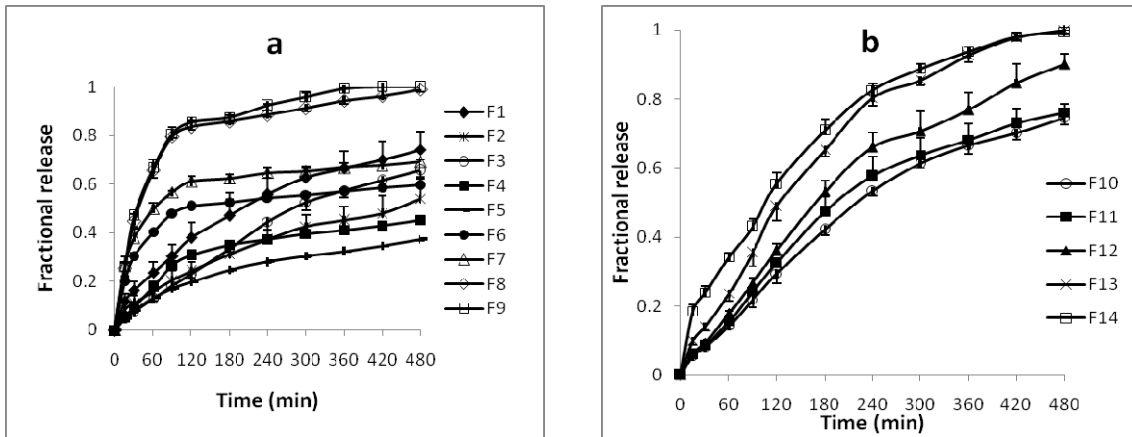 a
1
0.8
0.6
0.4
0.2
0
Fractional release
0 60 120 180 240 300 360 420 480
Time (min)
F1
F2
F3
F4
F5
F6
F7
F8
F9
b
1
0.8
0.6
0.4
0.2
0
Fractional release
0 60 120 180 240 300 360 420 480
Time (min)
F10
F11
F12
F13
F14